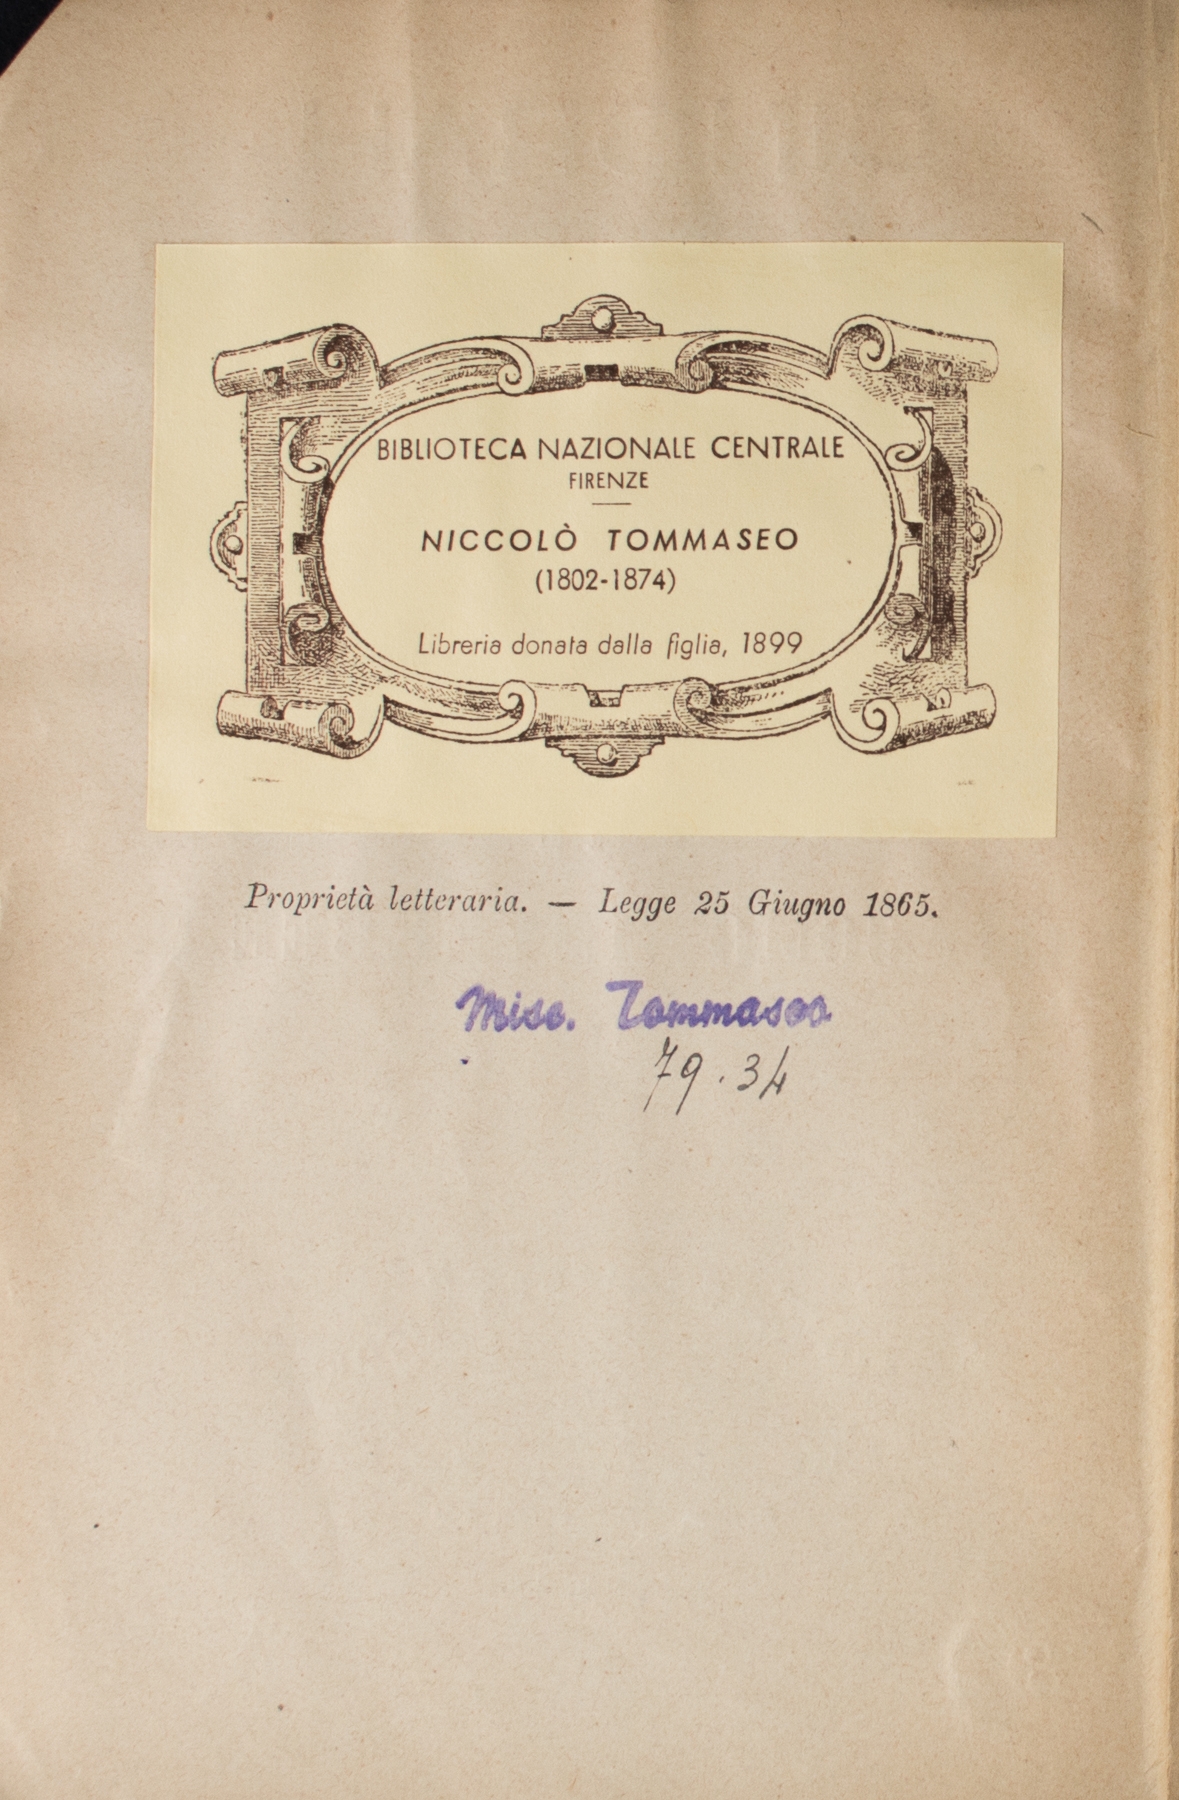 BIBLIOTECA NAZIONALE CENTRALE
FIRENZE
NICCOLÒ TOMMASEO
(1802-1874)
Libreria donata dalla figlia, 1899
Proprietà letteraria. — Legge 25 Giugno 1865.
Misc. Tommaseo
79.34